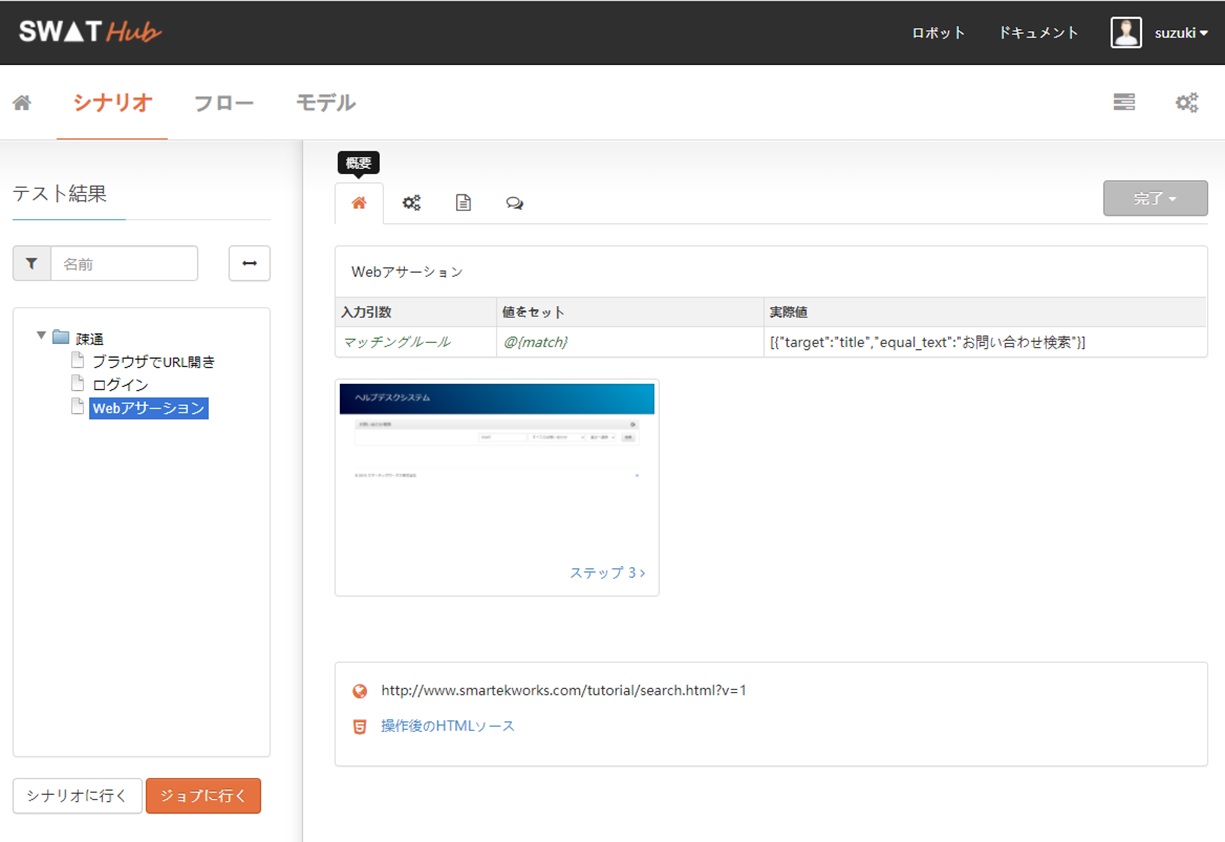 SWAT Hub
ロボット ドキュメント suzuki
シナリオ フロー モデル
テスト結果
名前
疎通
ブラウザでURL開き
ログイン
Webアサーション
シナリオに行く ジョブに行く
概要
完了
Webアサーション
入力引数 値をセット 実際値
マッチングルール @{match} [{"target":"title","equal_text":"お問い合わせ検索"}]
ヘルプデスクシステム
ステップ 3
http://www.smartekworks.com/tutorial/search.html?v=1
操作後のHTMLソース